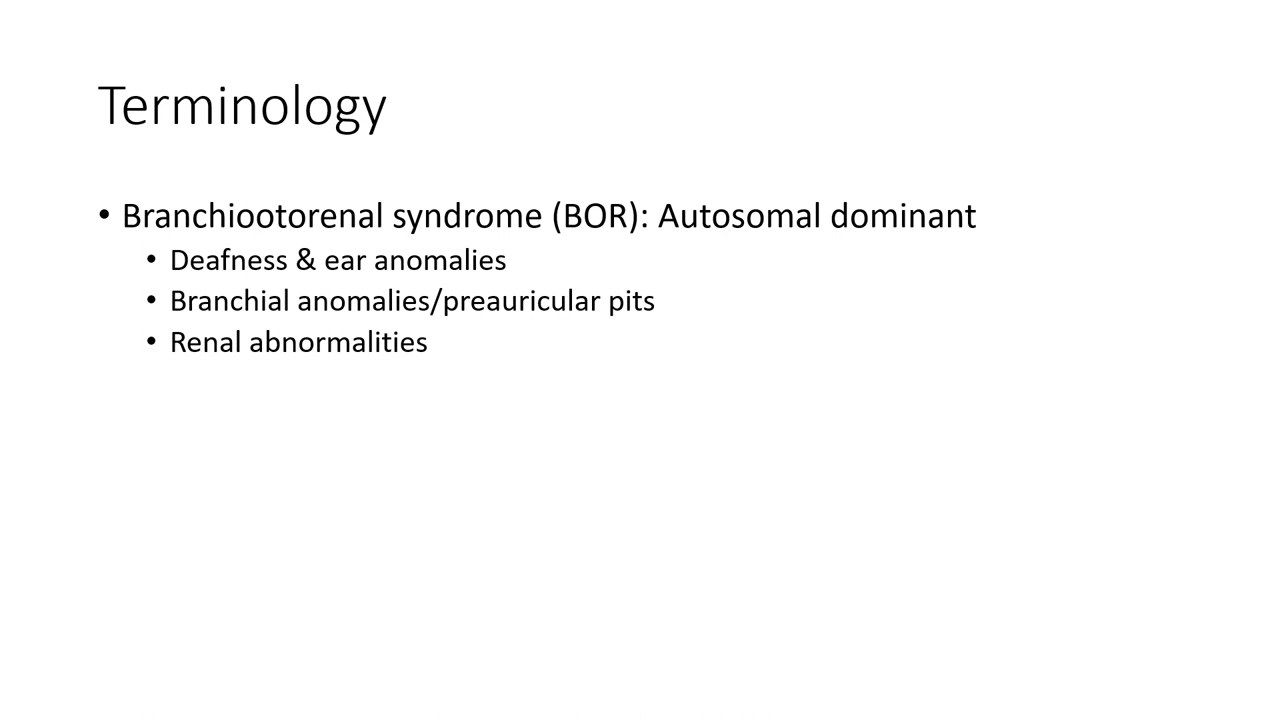 Terminology
• Branchiootorenal syndrome (BOR): Autosomal dominant
• Deafness & ear anomalies
• Branchial anomalies/preauricular pits
• Renal abnormalities